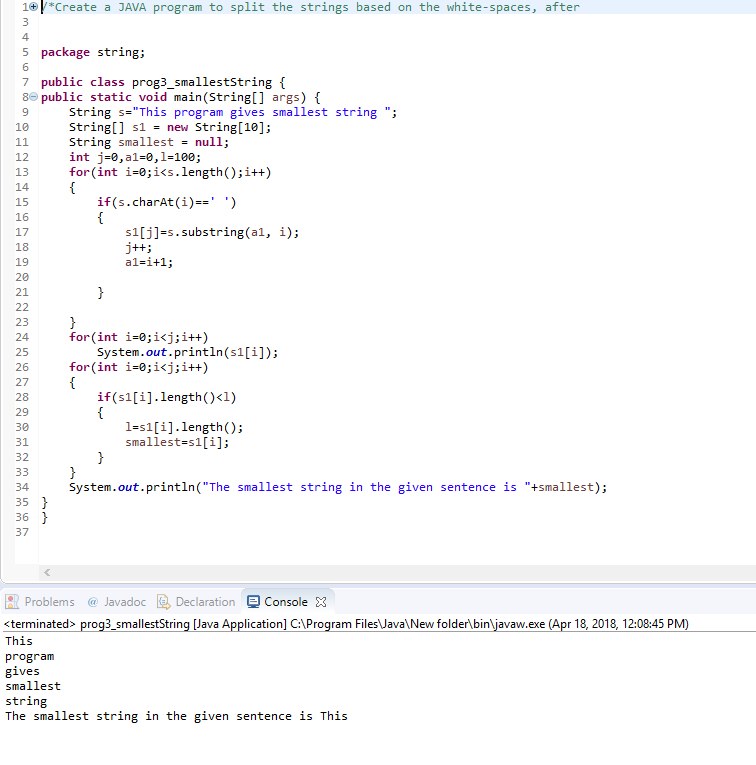 1 /*Create a JAVA program to split the strings based on the white-spaces, after
3
4
5 package string;
6
7 public class prog3_smallestString {
8 public static void main(String[] args) {
9     String s="This program gives smallest string ";
10     String[] s1 = new String[10];
11     String smallest = null;
12     int j=0,a1=0,l=100;
13     for(int i=0;i<s.length();i++)
14     {
15         if(s.charAt(i)==' ')
16         {
17             s1[j]=s.substring(a1, i);
18             j++;
19             a1=i+1;
20
21         }
22
23     }
24     for(int i=0;i<j;i++)
25         System.out.println(s1[i]);
26     for(int i=0;i<j;i++)
27     {
28         if(s1[i].length()<l)
29         {
30             l=s1[i].length();
31             smallest=s1[i];
32         }
33     }
34     System.out.println("The smallest string in the given sentence is "+smallest);
35 }
36 }
37
Problems @ Javadoc Declaration Console
<terminated> prog3_smallestString [Java Application] C:\Program Files\Java\New folder\bin\javaw.exe (Apr 18, 2018, 12:08:45 PM)
This
program
gives
smallest
string
The smallest string in the given sentence is This